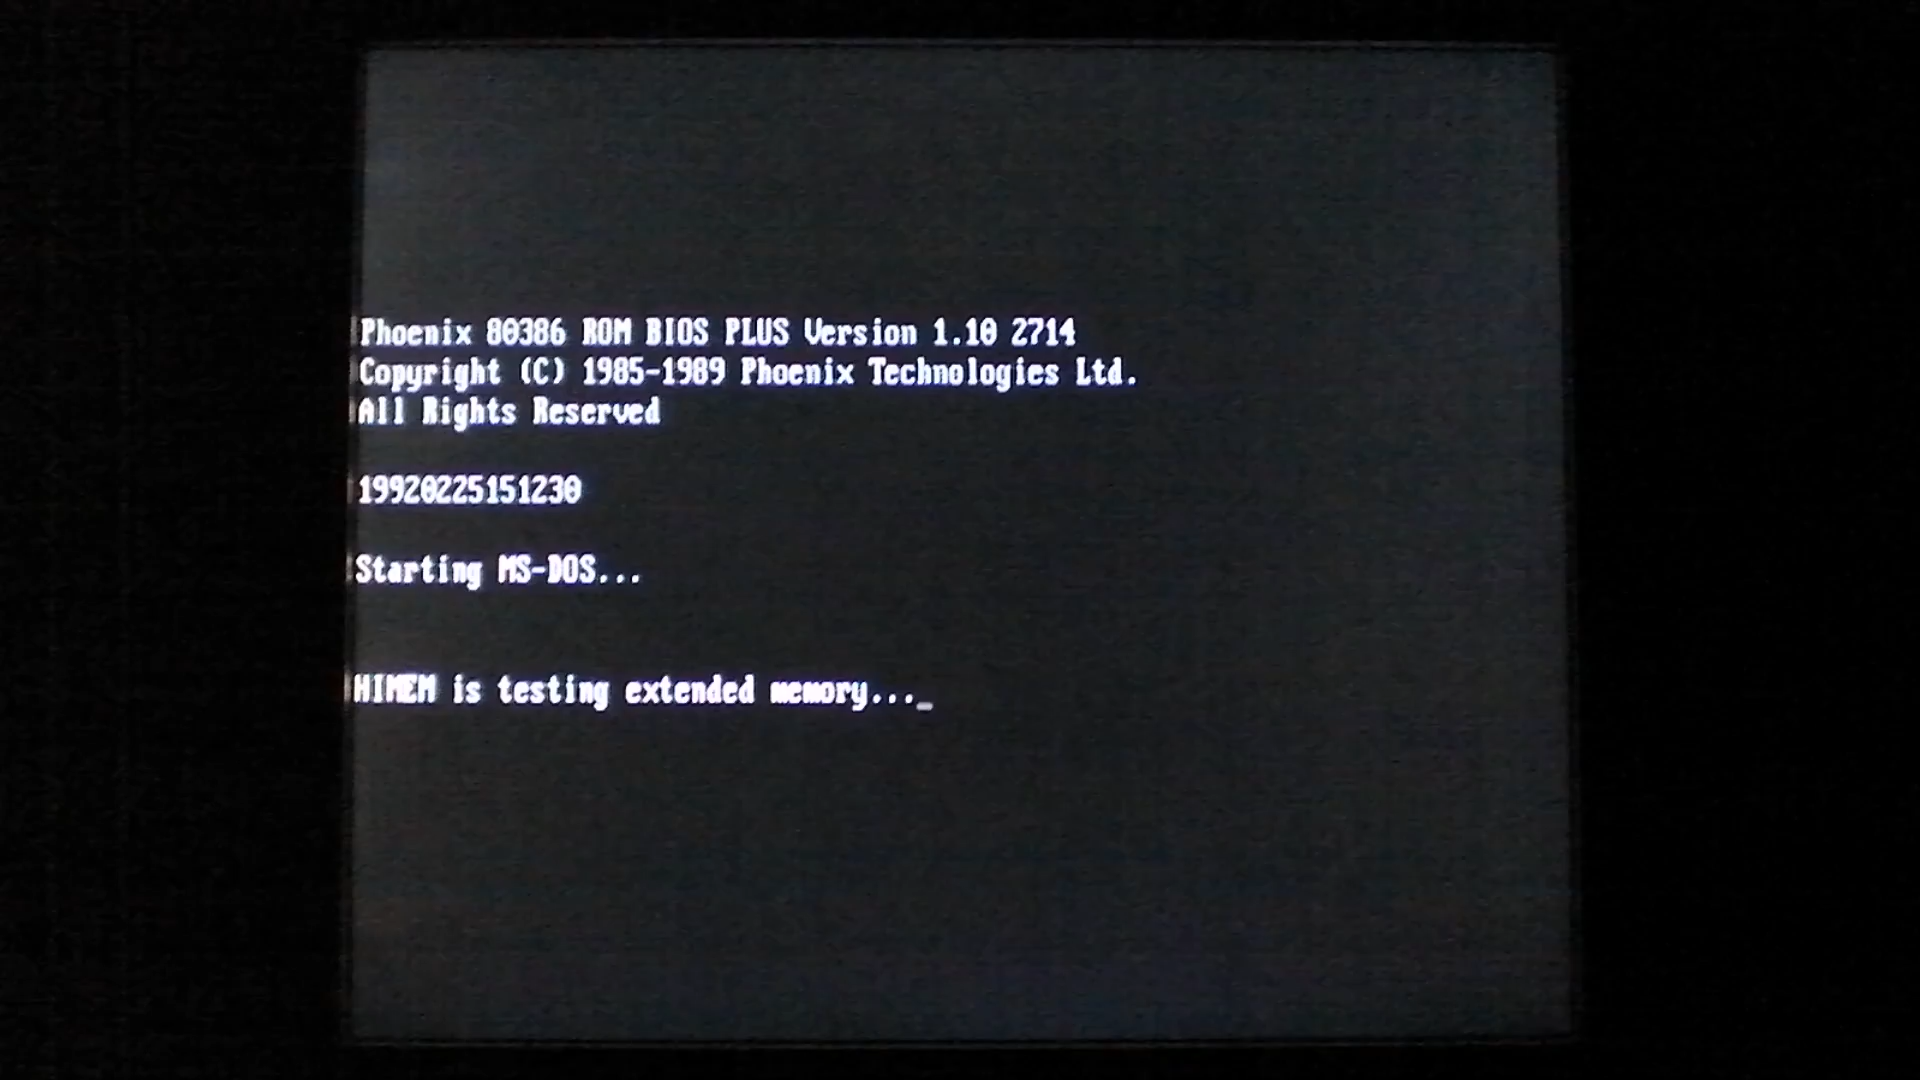 Phoenix 80386 ROM BIOS PLUS Version 1.10 2714
Copyright (C) 1985-1989 Phoenix Technologies Ltd.
All Rights Reserved
19920225151230
Starting MS-DOS...
HIMEM is testing extended memory..._